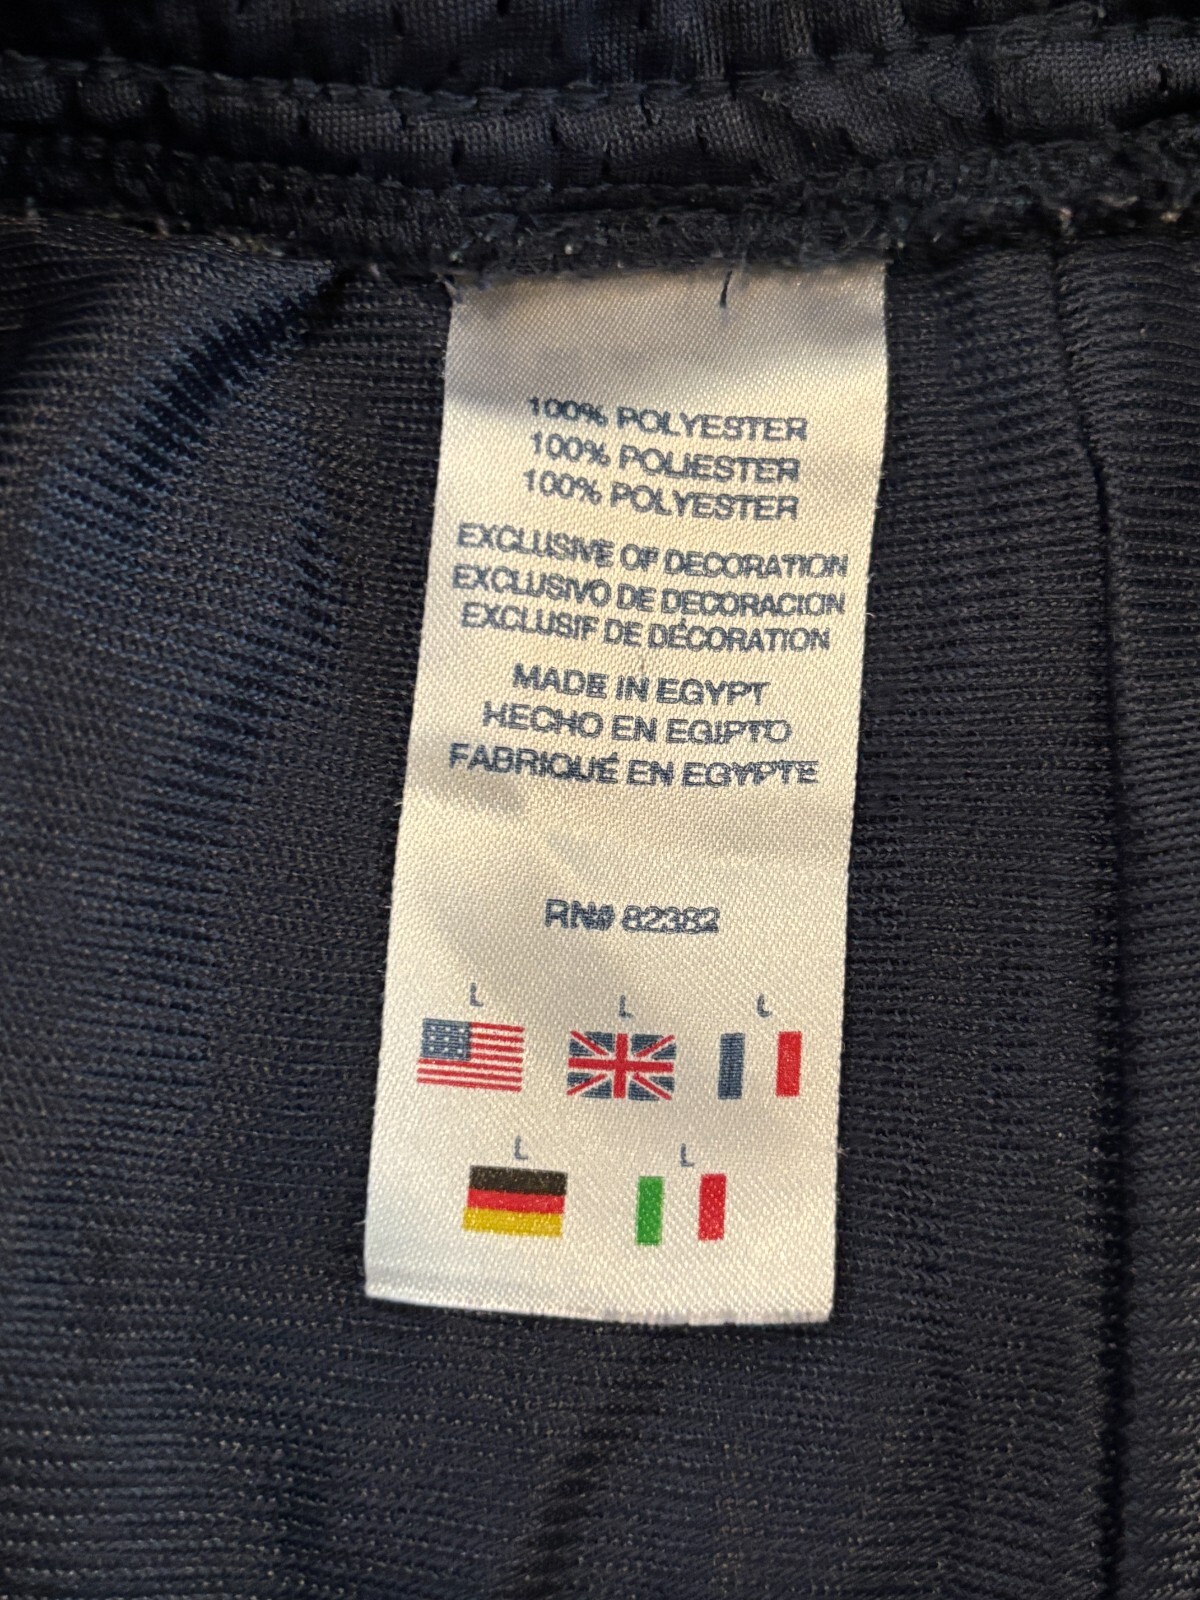 100% POLYESTER
100% POLIESTER
100% POLYESTER
EXCLUSIVE OF DECORATION
EXCLUSIVO DE DECORACION
EXCLUSIF DE DÉCORATION
MADE IN EGYPT
HECHO EN EGIPTO
FABRIQUÉ EN EGYPTE
RN# 82382
L L L
L L